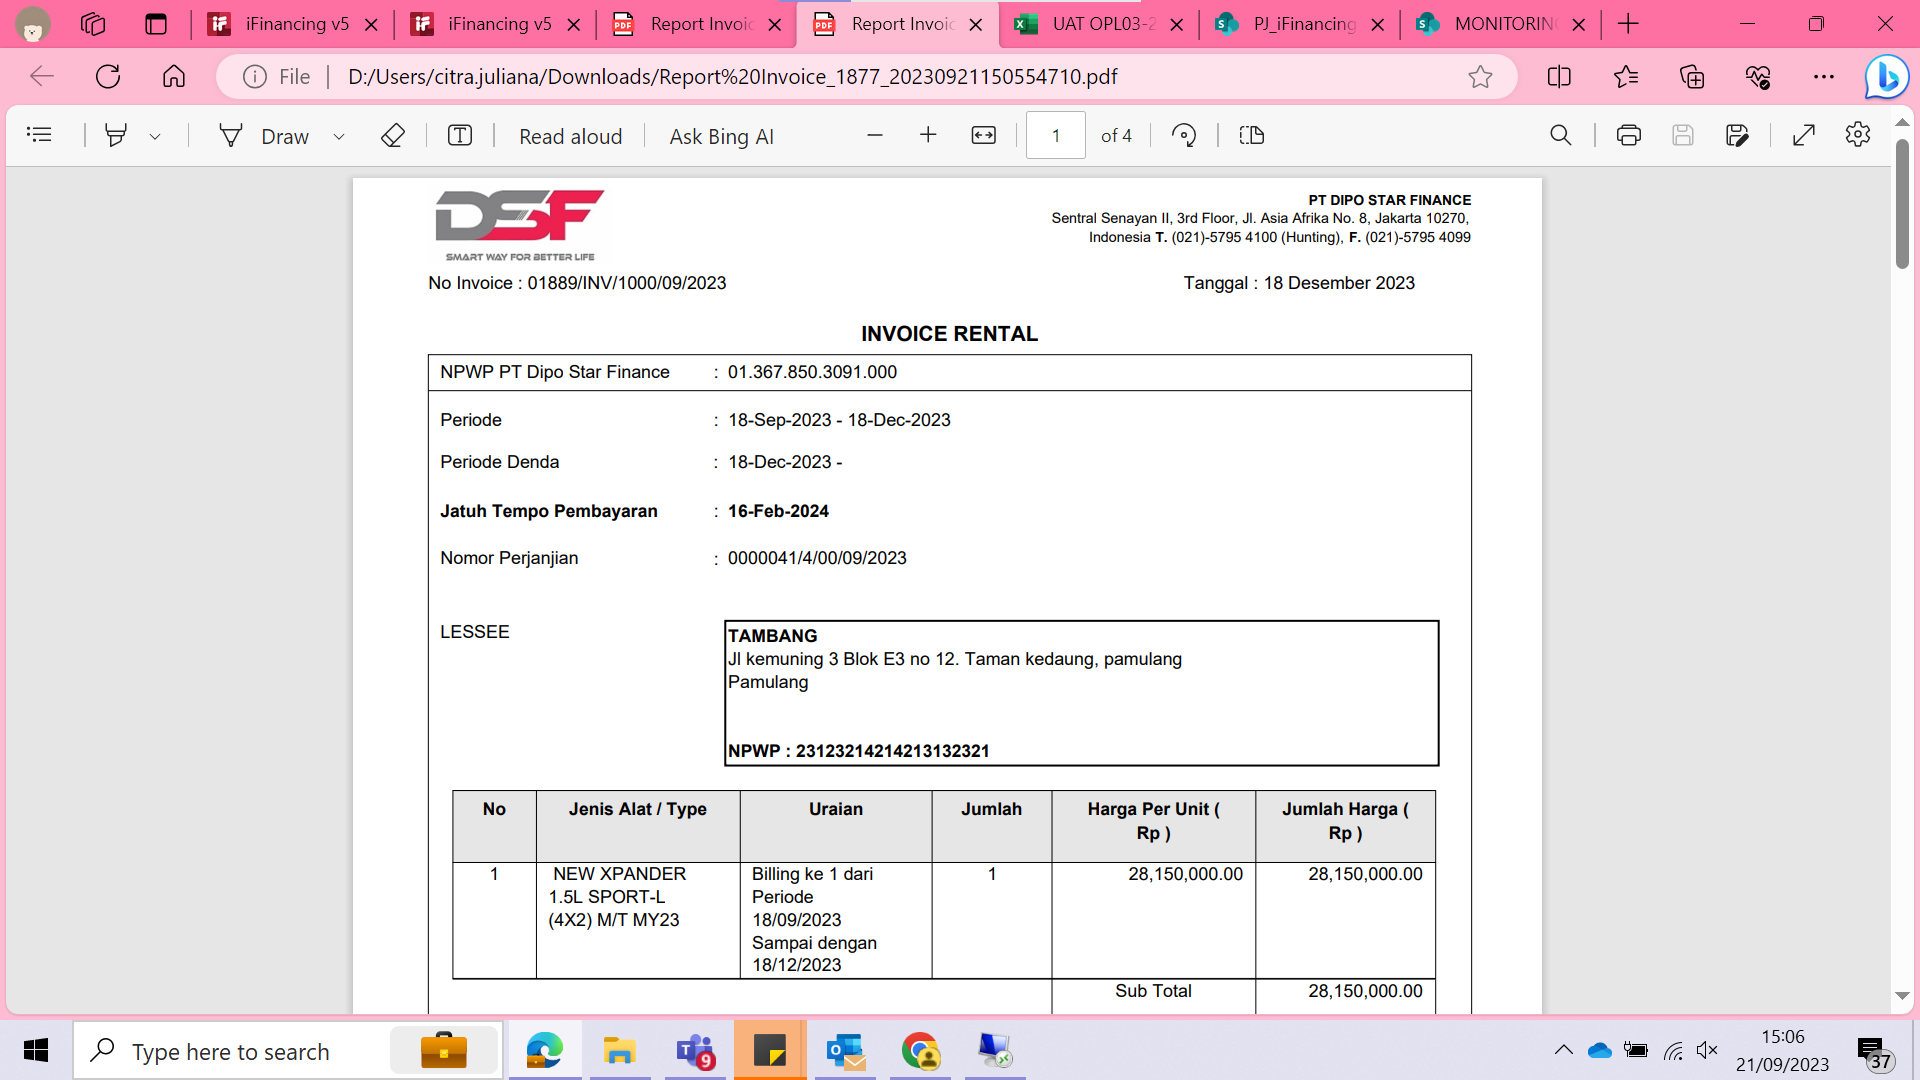 iFinancing v5
iFinancing v5
Report Invoic
Report Invoic
UAT OPL03-2
PJ_iFinancing
MONITORIN
File
D:/Users/citra.juliana/Downloads/Report%20Invoice_1877_20230921150554710.pdf
Draw
Read aloud
Ask Bing AI
1
of 4
DSF
SMART WAY FOR BETTER LIFE
PT DIPO STAR FINANCE
Sentral Senayan II, 3rd Floor, Jl. Asia Afrika No. 8, Jakarta 10270,
Indonesia T. (021)-5795 4100 (Hunting), F. (021)-5795 4099
No Invoice : 01889/INV/1000/09/2023
Tanggal : 18 Desember 2023
INVOICE RENTAL
NPWP PT Dipo Star Finance : 01.367.850.3091.000
Periode : 18-Sep-2023 - 18-Dec-2023
Periode Denda : 18-Dec-2023 -
Jatuh Tempo Pembayaran : 16-Feb-2024
Nomor Perjanjian : 0000041/4/00/09/2023
LESSEE
TAMBANG
Jl kemuning 3 Blok E3 no 12. Taman kedaung, pamulang
Pamulang
NPWP : 23123214214213132321
No
Jenis Alat / Type
Uraian
Jumlah
Harga Per Unit (
Rp )
Jumlah Harga (
Rp )
1
NEW XPANDER
1.5L SPORT-L
(4X2) M/T MY23
Billing ke 1 dari
Periode
18/09/2023
Sampai dengan
18/12/2023
1
28,150,000.00
28,150,000.00
Sub Total
28,150,000.00
Type here to search
9
15:06
21/09/2023
37